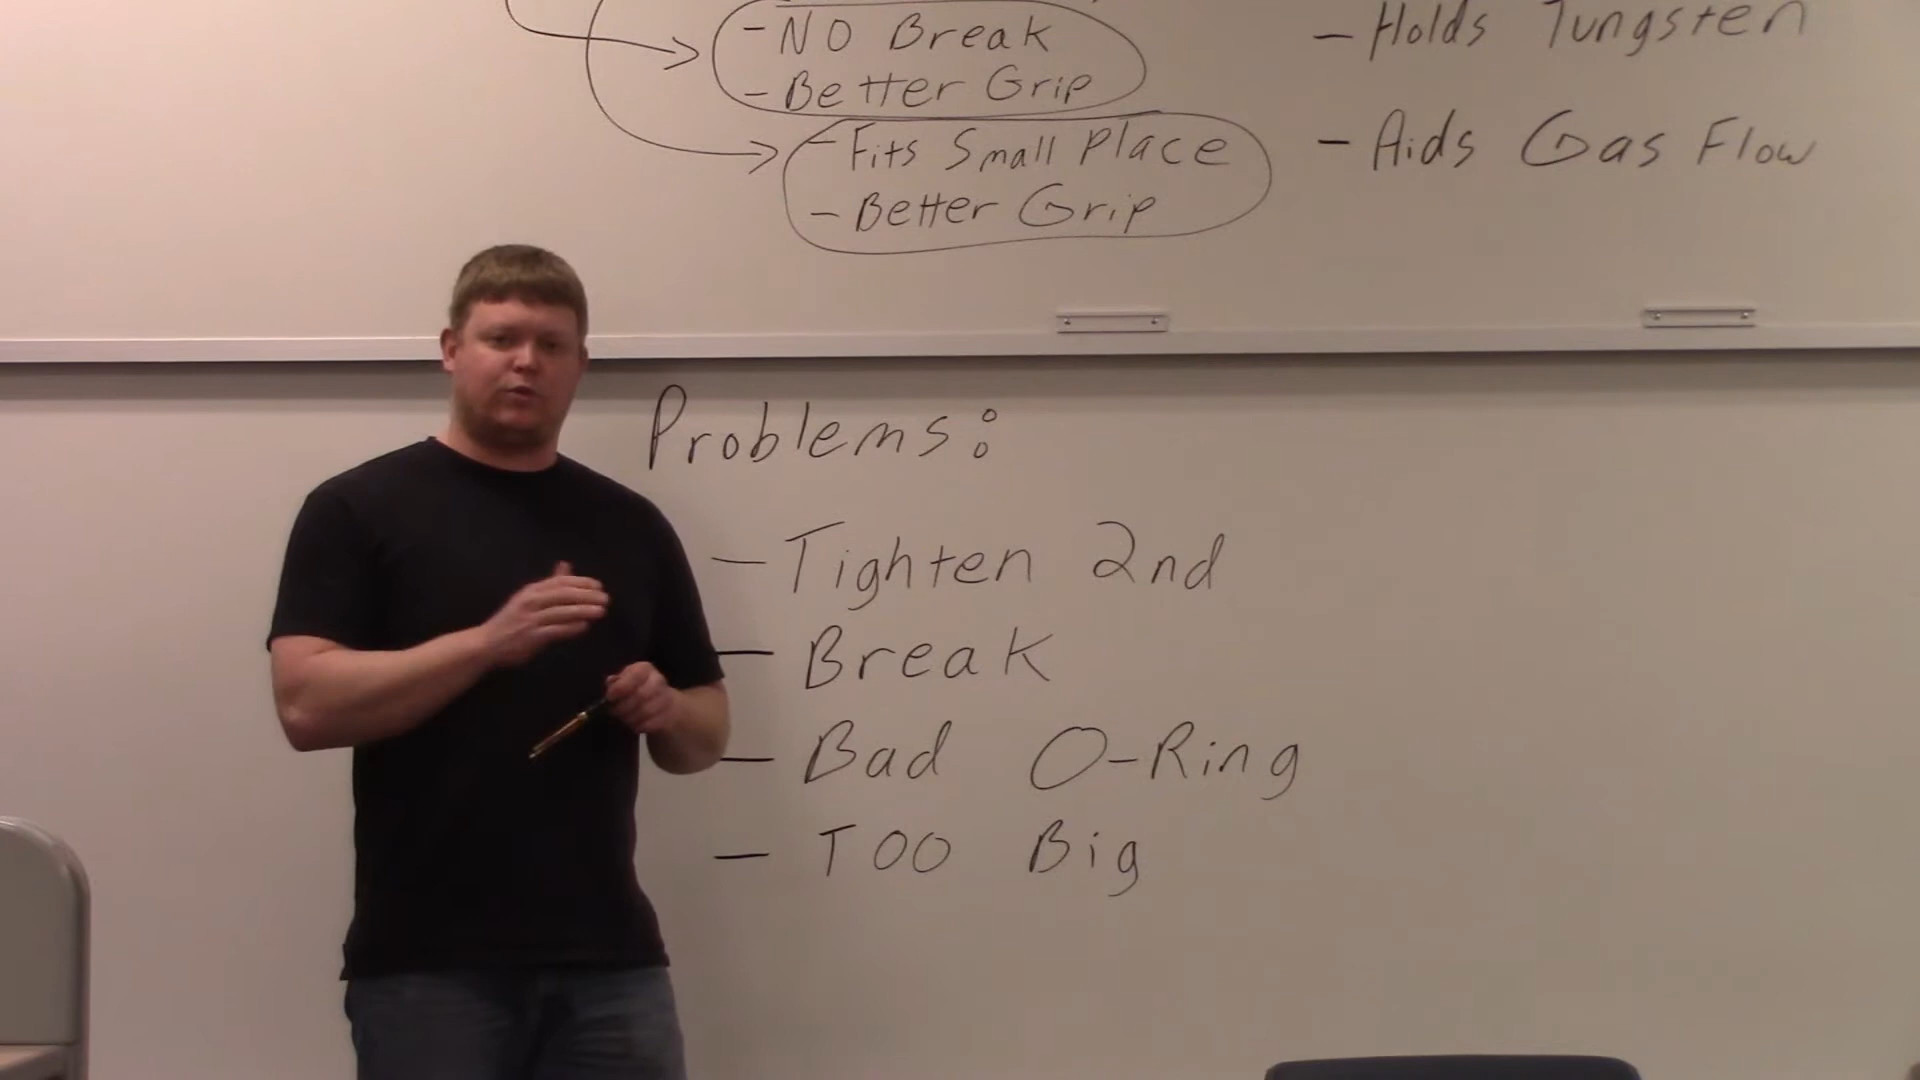 - NO Break
- Better Grip
- Fits Small Place
- Better Grip
- Holds Tungsten
- Aids Gas Flow
Problems:
- Tighten 2nd
- Break
- Bad O-Ring
- TOO Big